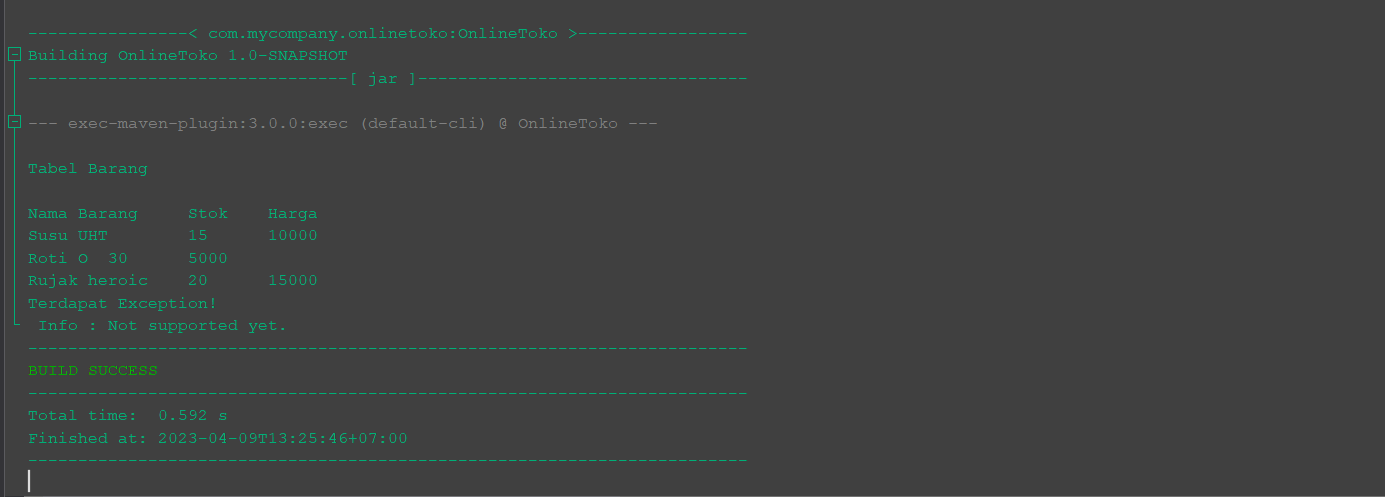 ----------------< com.mycompany.onlinetoko:OnlineToko >-----------------
Building OnlineToko 1.0-SNAPSHOT
--------------------------------[ jar ]---------------------------------
--- exec-maven-plugin:3.0.0:exec (default-cli) @ OnlineToko ---
Tabel Barang
Nama Barang     Stok    Harga
Susu UHT        15      10000
Roti O  30      5000
Rujak heroic    20      15000
Terdapat Exception!
 Info : Not supported yet.
------------------------------------------------------------------------
BUILD SUCCESS
------------------------------------------------------------------------
Total time:  0.592 s
Finished at: 2023-04-09T13:25:46+07:00
------------------------------------------------------------------------